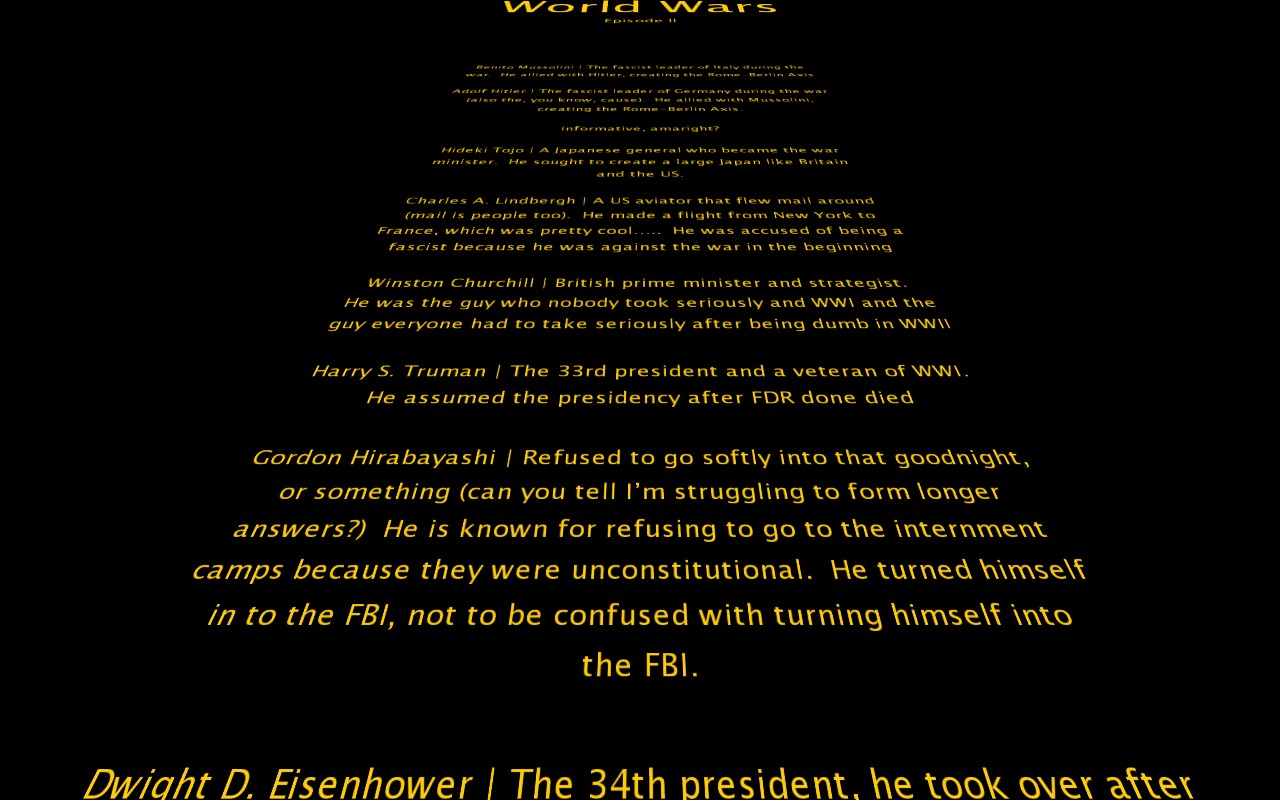 World Wars
Episode II
Benito Mussolini | The fascist leader of Italy during the
war.  He allied with Hitler, creating the Rome-Berlin Axis
Adolf Hitler | The fascist leader of Germany during the war
(also the, you know, cause).  He allied with Mussolini,
creating the Rome-Berlin Axis.
informative, amaright?
Hideki Tojo | A Japanese general who became the war
minister.  He sought to create a large Japan like Britain
and the US.
Charles A. Lindbergh | A US aviator that flew mail around
(mail is people too).  He made a flight from New York to
France, which was pretty cool.....  He was accused of being a
fascist because he was against the war in the beginning
Winston Churchill | British prime minister and strategist.
He was the guy who nobody took seriously and WWI and the
guy everyone had to take seriously after being dumb in WWII
Harry S. Truman | The 33rd president and a veteran of WWI.
He assumed the presidency after FDR done died
Gordon Hirabayashi | Refused to go softly into that goodnight,
or something (can you tell I'm struggling to form longer
answers?)  He is known for refusing to go to the internment
camps because they were unconstitutional.  He turned himself
in to the FBI, not to be confused with turning himself into
the FBI.
Dwight D. Eisenhower | The 34th president, he took over after